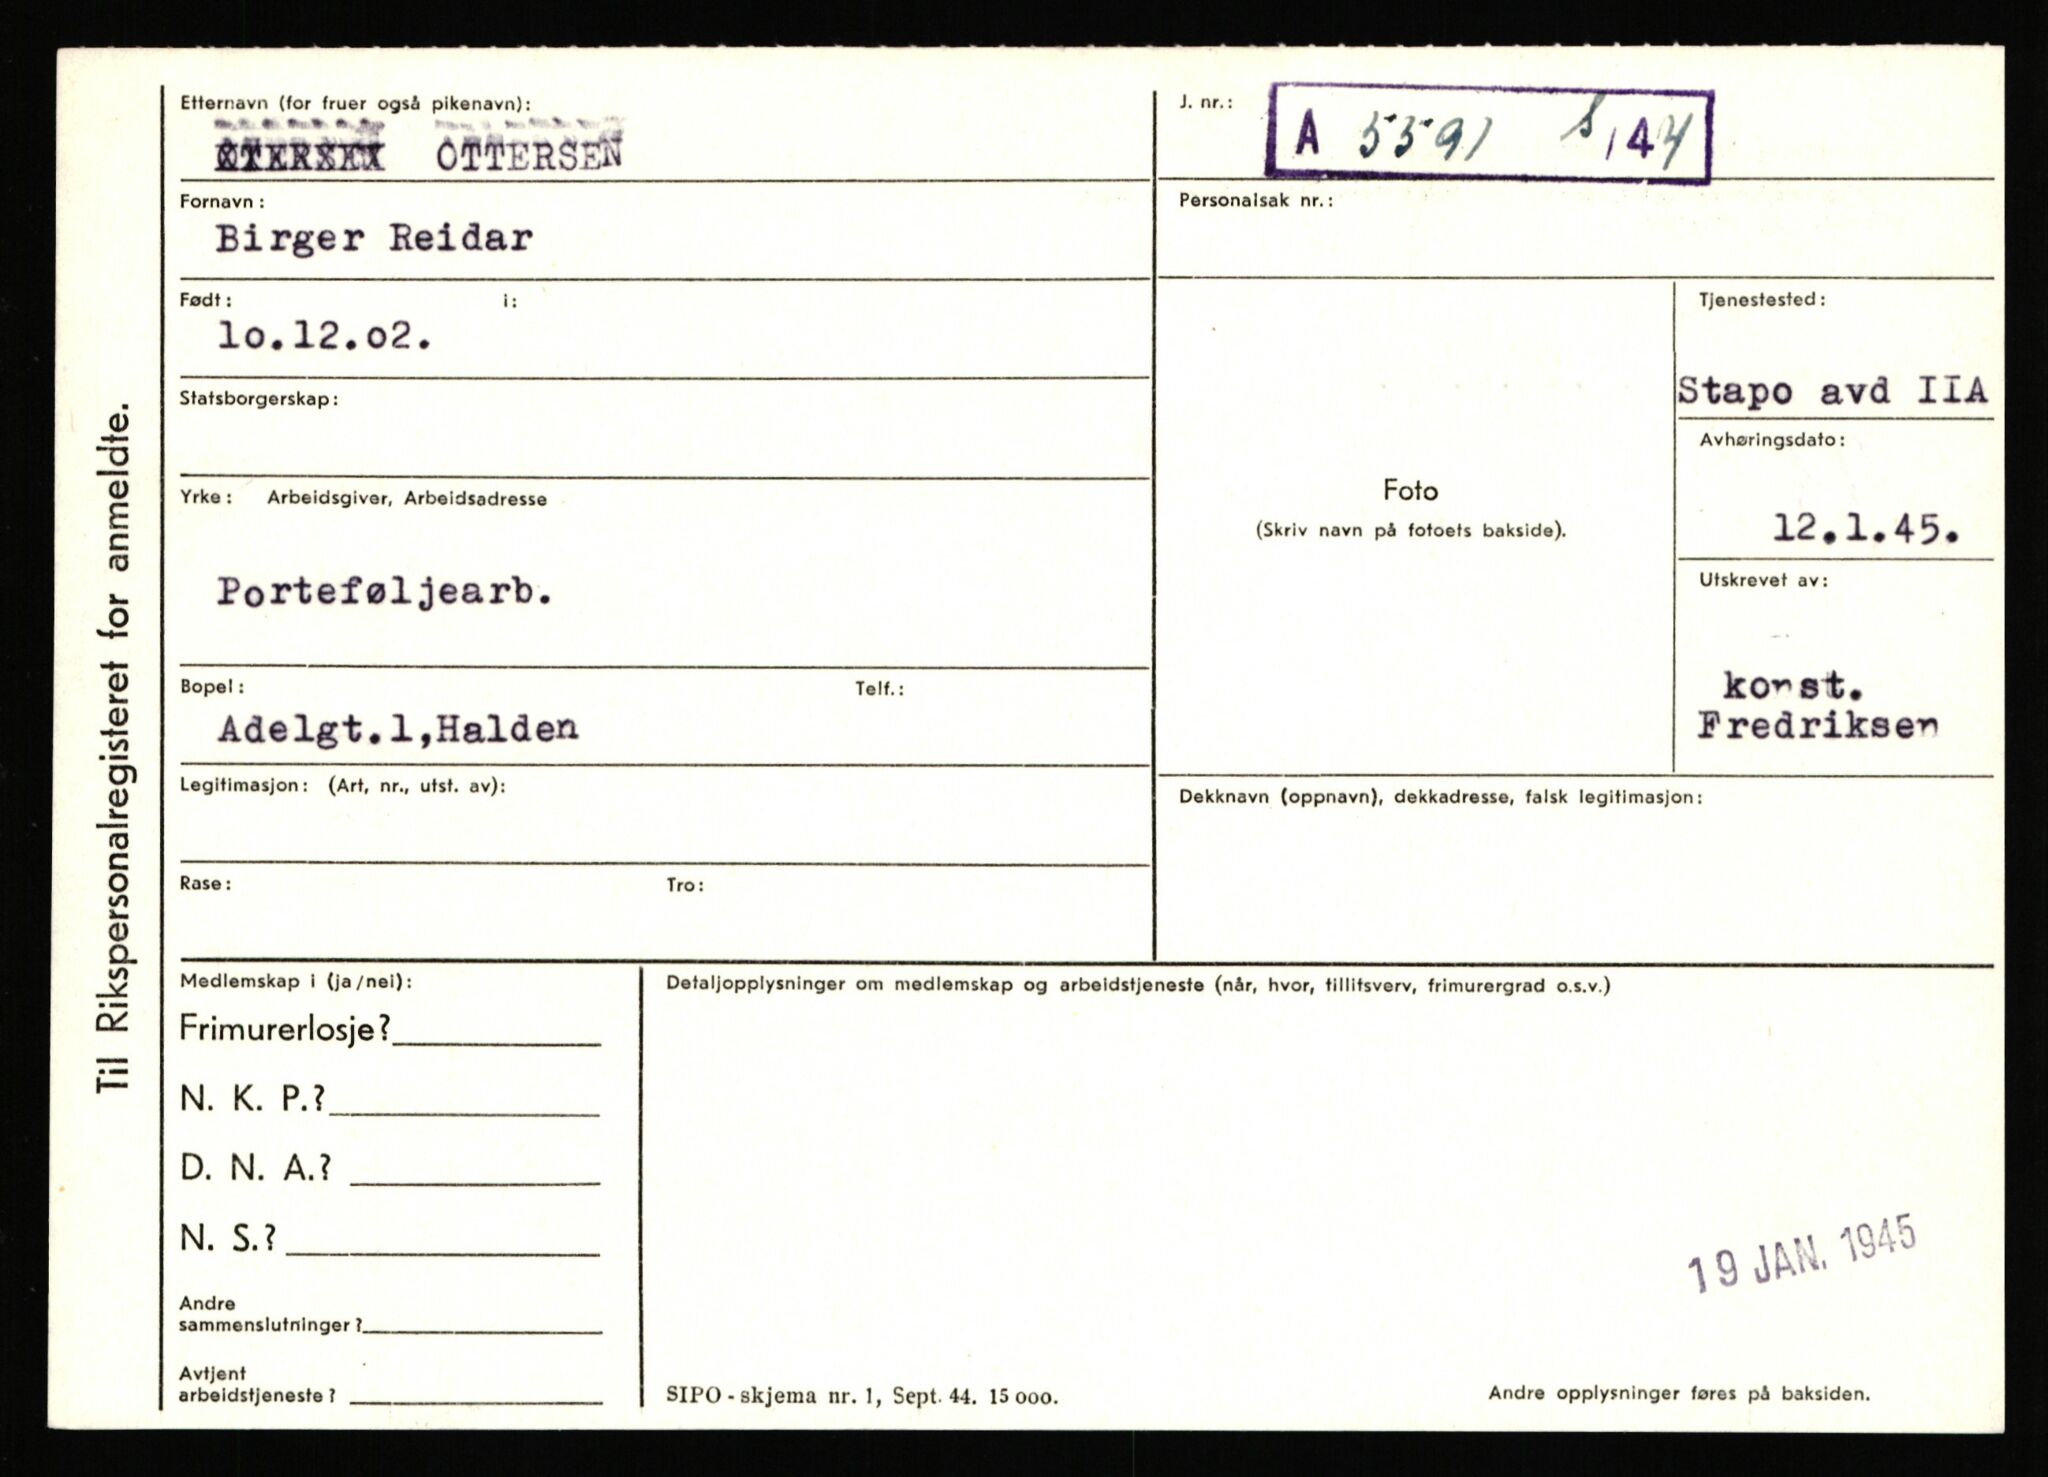 Til Rikspersonalregisteret for anmeldte.
Etternavn (for fruer også pikenavn):
OTTERSEN
Fornavn:
Birger Reidar
Født: i:
lo.12.o2.
Statsborgerskap:
Yrke: Arbeidsgiver, Arbeidsadresse
Porteføljearb.
Bopel: Telf.:
Adelgt.1,Halden
Legitimasjon: (Art, nr., utst. av):
Rase: Tro:
J. nr.:
A 5591 S 144
Personalsak nr.:
Foto
(Skriv navn på fotoets bakside).
Tjenestested:
Stapo avd IIA
Avhøringsdato:
12.1.45.
Utskrevet av:
konst.
Fredriksen
Dekknavn (oppnavn), dekkadresse, falsk legitimasjon:
Medlemskap i (ja/nei):
Frimurerlosje?
N. K. P.?
D. N. A.?
N. S.?
Andre
sammenslutninger?
Avtjent
arbeidstjeneste?
Detaljopplysninger om medlemskap og arbeidstjeneste (når, hvor, tillitsverv, frimurergrad o.s.v.)
19 JAN. 1945
SIPO - skjema nr. 1, Sept. 44. 15 000.
Andre opplysninger føres på baksiden.